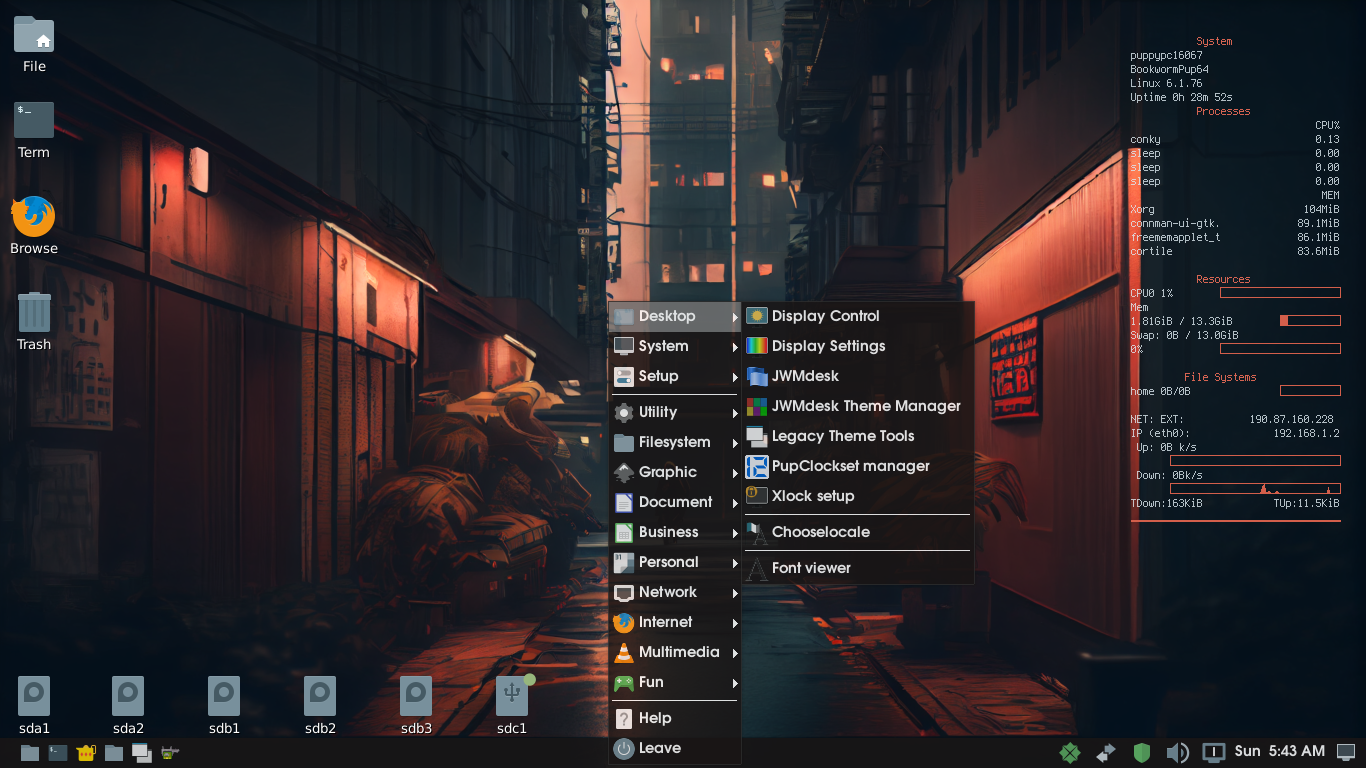 File
Term
Browse
Trash
sda1
sda2
sdb1
sdb2
sdb3
sdc1
Desktop
System
Setup
Utility
Filesystem
Graphic
Document
Business
Personal
Network
Internet
Multimedia
Fun
Help
Leave
Display Control
Display Settings
JWMdesk
JWMdesk Theme Manager
Legacy Theme Tools
PupClockset manager
Xlock setup
Chooselocale
Font viewer
System
puppypc16067
BookwormPup64
Linux 6.1.76
Uptime 0h 28m 52s
Processes
CPU%
conky 0.13
sleep 0.00
sleep 0.00
sleep 0.00
MEM
Xorg 104MiB
connman-ui-gtk. 89.1MiB
freememapplet_t 86.1MiB
cortile 83.6MiB
Resources
CPU0 1%
Mem
1.81GiB / 13.3GiB
Swap: 0B / 13.0GiB
0%
File Systems
home 0B/0B
NET: EXT: 190.87.160.228
IP (eth0): 192.168.1.2
Up: 0B k/s
Down: 0Bk/s
TDown:163KiB TUp:11.5KiB
Sun 5:43 AM